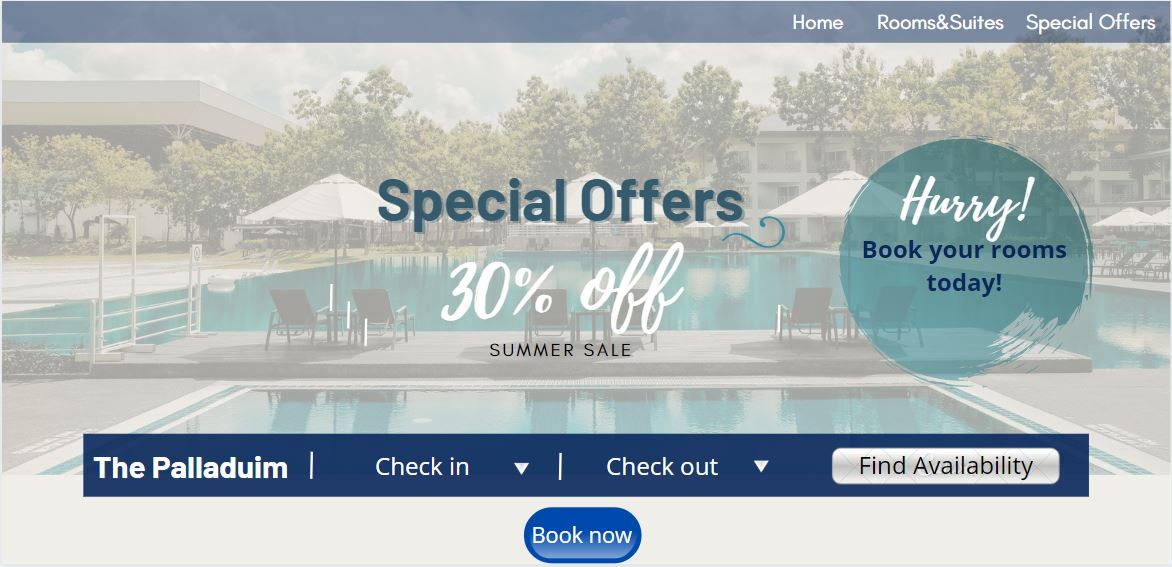 Home Rooms&Suites Special Offers
Special Offers
30% off
SUMMER SALE
Hurry!
Book your rooms
today!
The Palladuim | Check in ▼ | Check out ▼ Find Availability
Book now